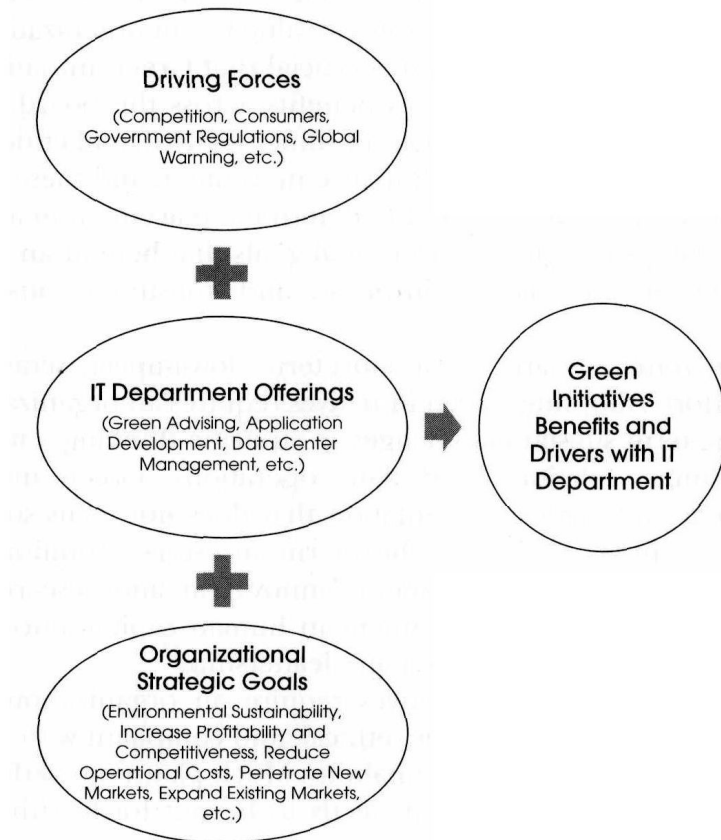 Driving Forces
(Competition, Consumers,
Government Regulations, Global
Warming, etc.)
IT Department Offerings
(Green Advising, Application
Development, Data Center
Management, etc.)
Green
Initiatives
Benefits and
Drivers with IT
Department
Organizational
Strategic Goals
(Environmental Sustainability,
Increase Profitability and
Competitiveness, Reduce
Operational Costs, Penetrate New
Markets, Expand Existing Markets,
etc.)